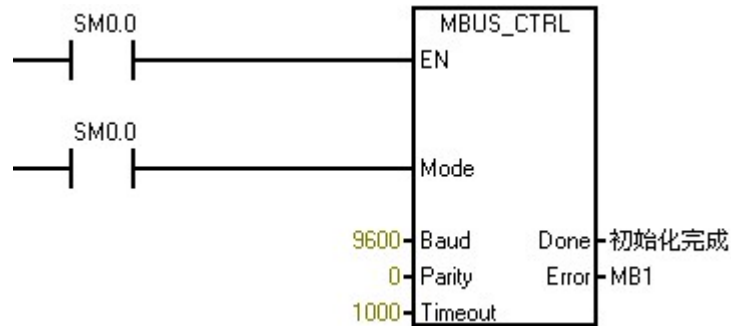 SM0.0
MBUS_CTRL
EN
SM0.0
Mode
9600 Baud Done 初始化完成
0 Parity Error MB1
1000 Timeout